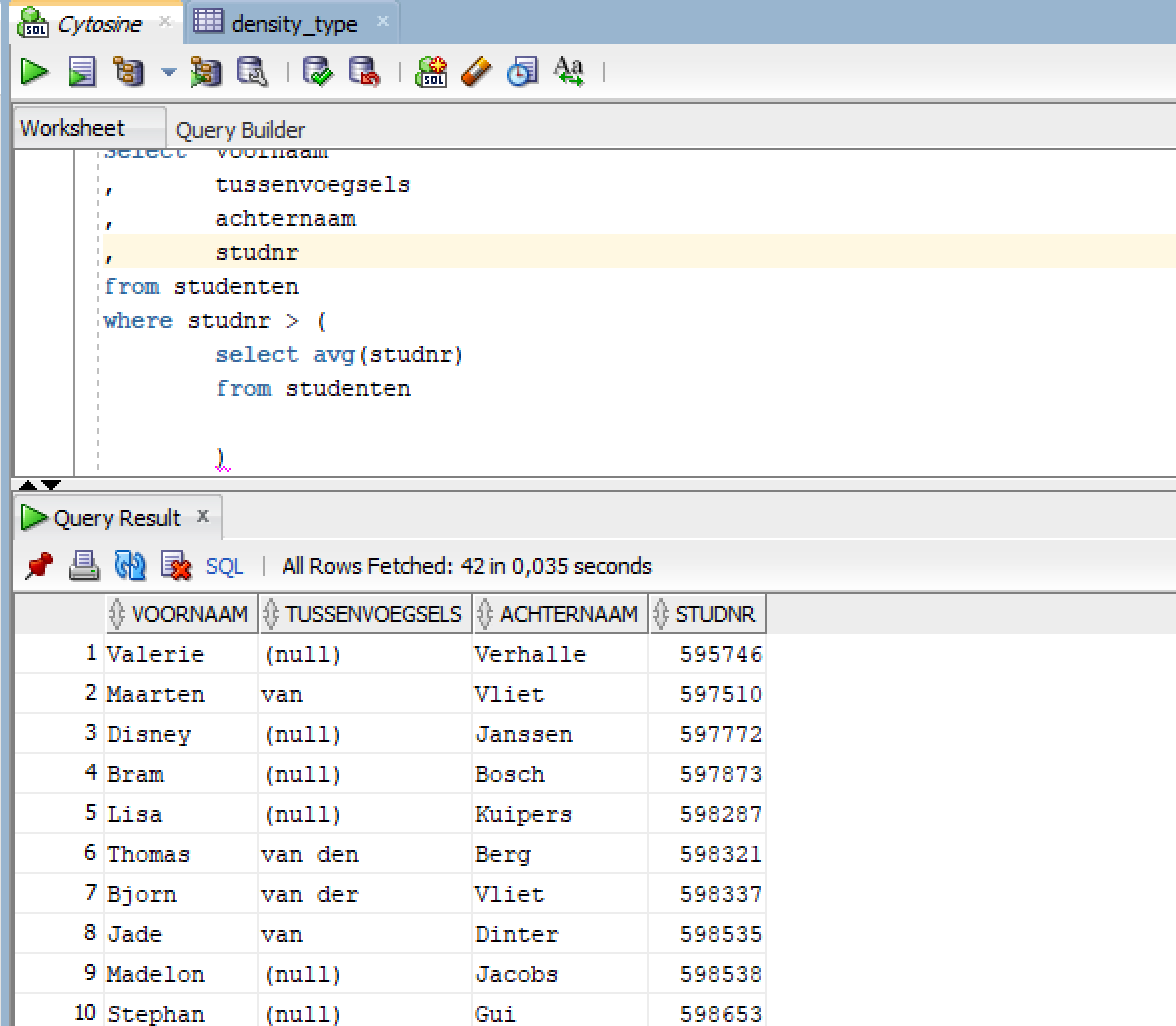 Cytosine density_type
SQL
SQL Aa
Worksheet Query Builder
select voornaam
, tussenvoegsels
, achternaam
, studnr
from studenten
where studnr > (
select avg(studnr)
from studenten
)
Query Result x
SQL | All Rows Fetched: 42 in 0,035 seconds
VOORNAAM TUSSENVOEGSELS ACHTERNAAM STUDNR
1 Valerie (null) Verhalle 595746
2 Maarten van Vliet 597510
3 Disney (null) Janssen 597772
4 Bram (null) Bosch 597873
5 Lisa (null) Kuipers 598287
6 Thomas van den Berg 598321
7 Bjorn van der Vliet 598337
8 Jade van Dinter 598535
9 Madelon (null) Jacobs 598538
10 Stephan (null) Gui 598653